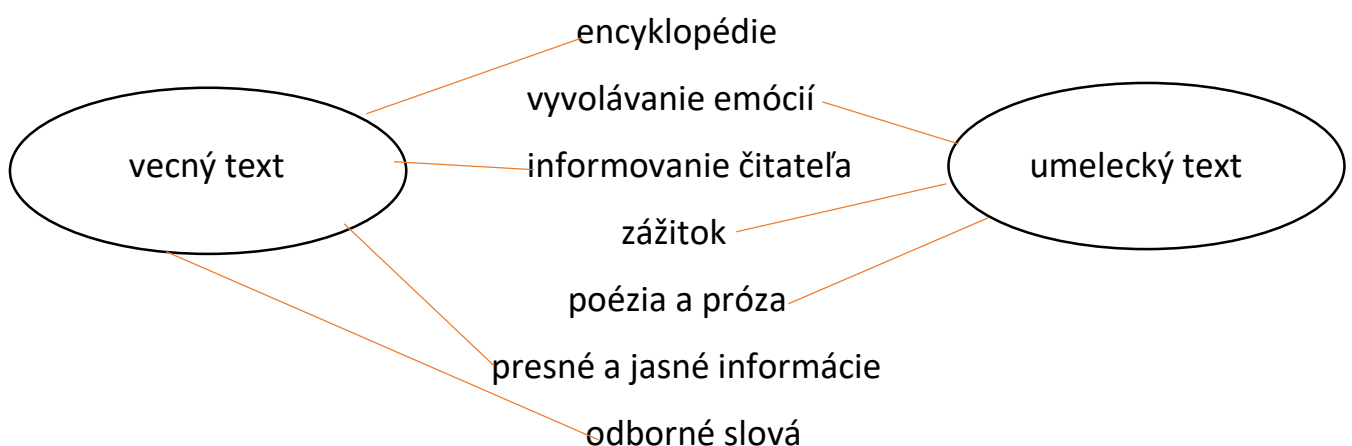 encyklopédie
vyvolávanie emócií
vecný text
informovanie čitateľa
umelecký text
zážitok
poézia a próza
presné a jasné informácie
odborné slová